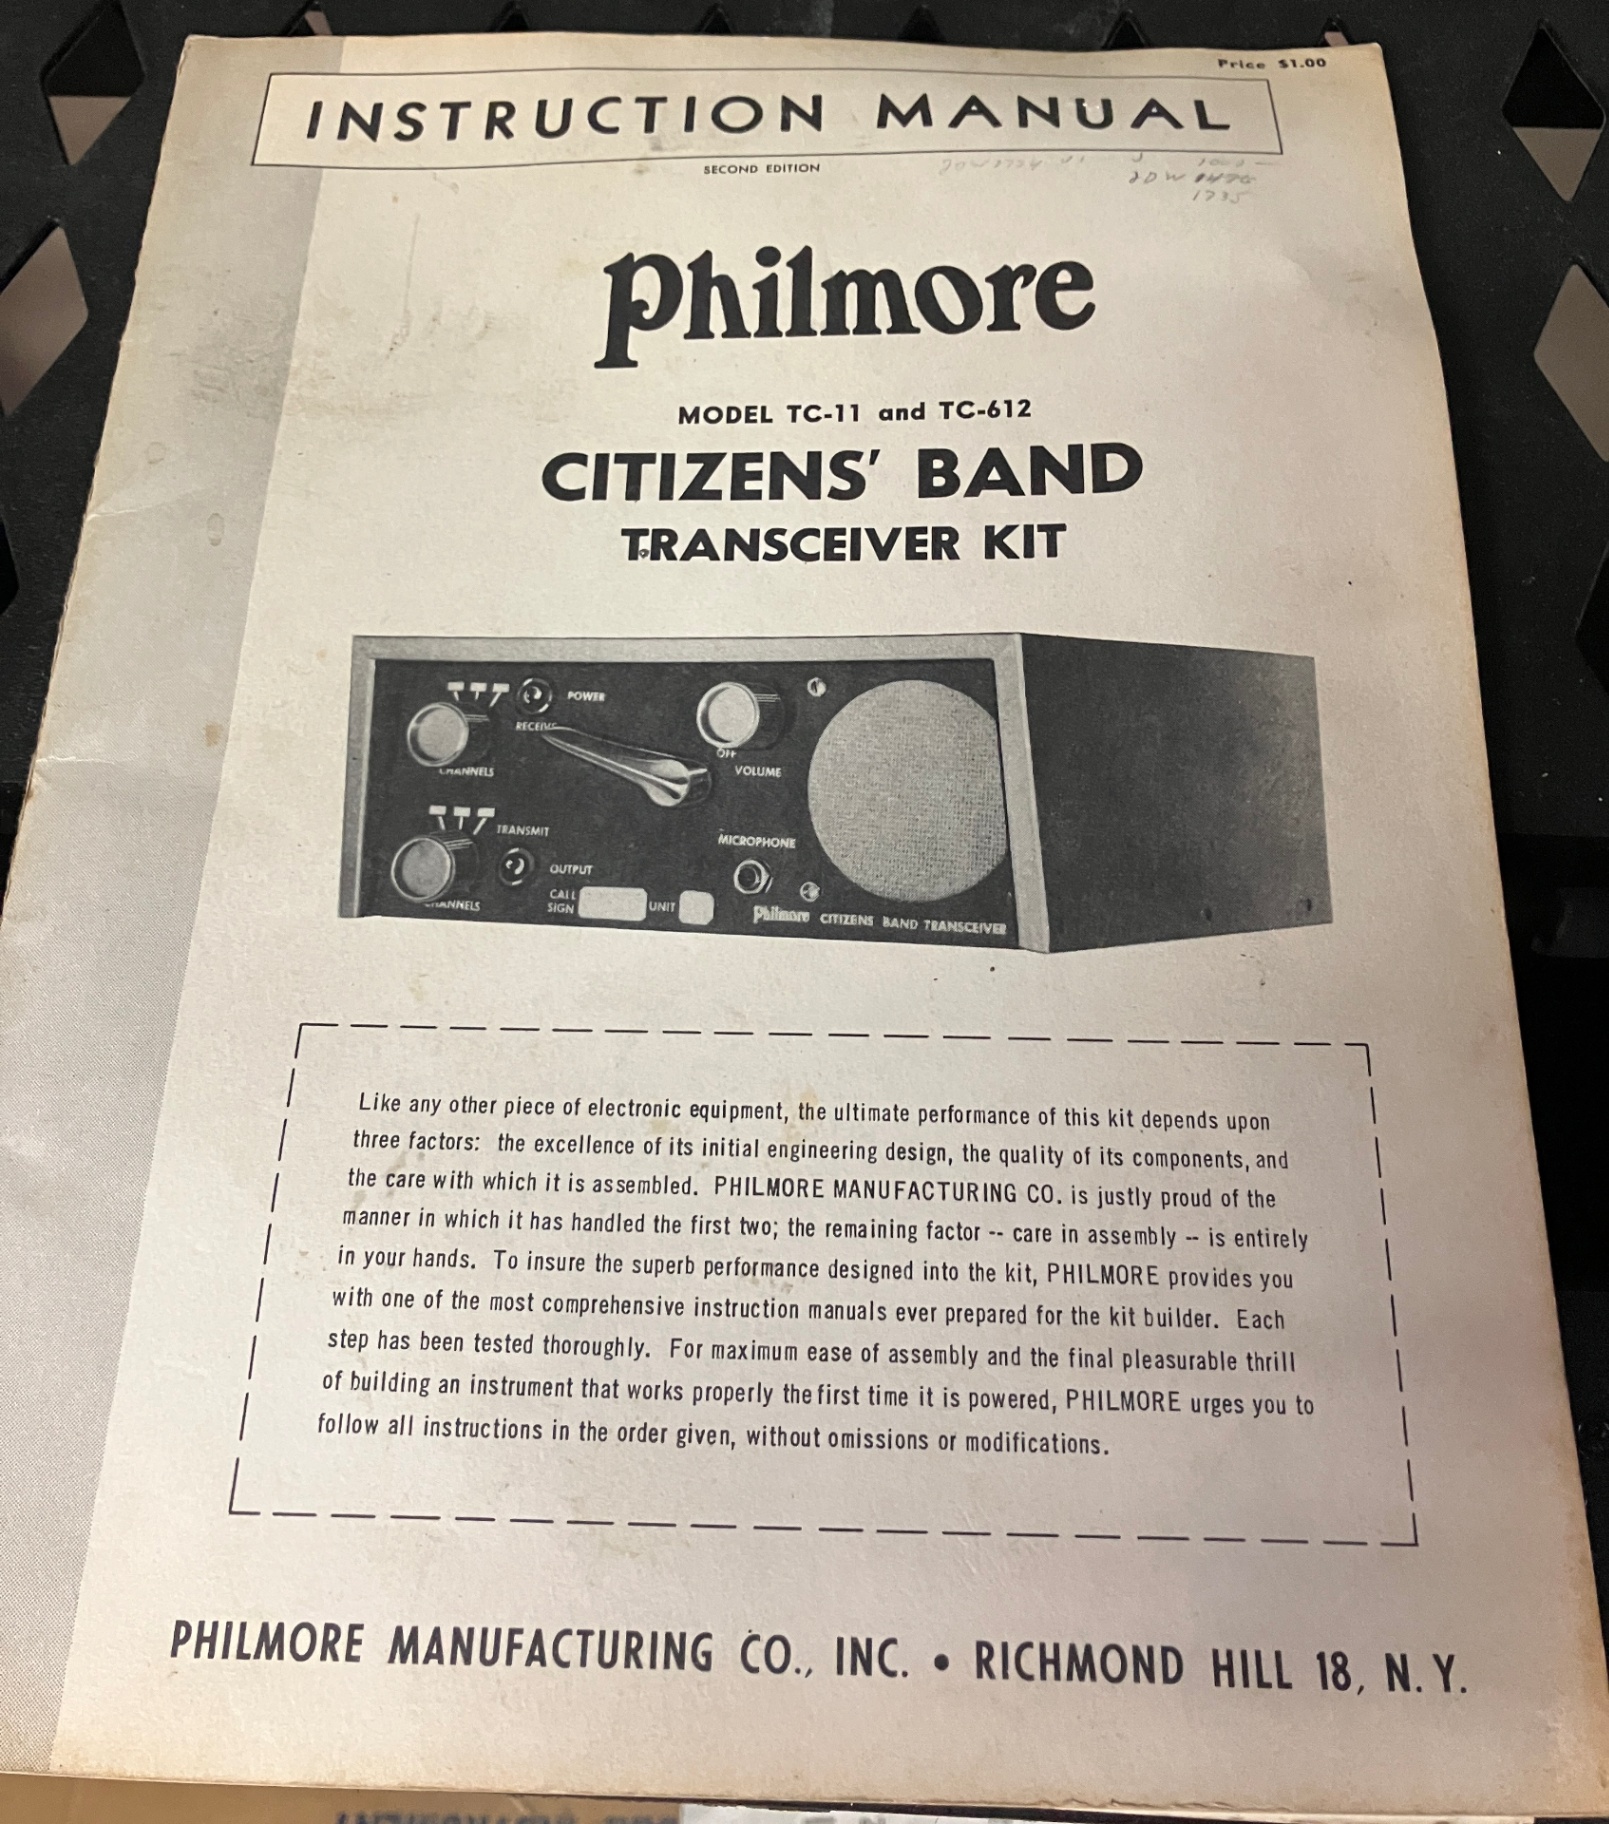 Price $1.00
INSTRUCTION MANUAL
SECOND EDITION
1735
Philmore
MODEL TC-11 and TC-612
CITIZENS' BAND
TRANSCEIVER KIT
POWER
RECEIVE
OFF
VOLUME
CHANNELS
TRANSMIT
MICROPHONE
OUTPUT
CHANNELS
CALL
SIGN
UNIT
Philmore CITIZENS BAND TRANSCEIVER
Like any other piece of electronic equipment, the ultimate performance of this kit depends upon
three factors: the excellence of its initial engineering design, the quality of its components, and
the care with which it is assembled. PHILMORE MANUFACTURING CO. is justly proud of the
manner in which it has handled the first two; the remaining factor -- care in assembly -- is entirely
in your hands. To insure the superb performance designed into the kit, PHILMORE provides you
with one of the most comprehensive instruction manuals ever prepared for the kit builder. Each
step has been tested thoroughly. For maximum ease of assembly and the final pleasurable thrill
of building an instrument that works properly the first time it is powered, PHILMORE urges you to
follow all instructions in the order given, without omissions or modifications.
PHILMORE MANUFACTURING CO., INC. • RICHMOND HILL 18, N. Y.